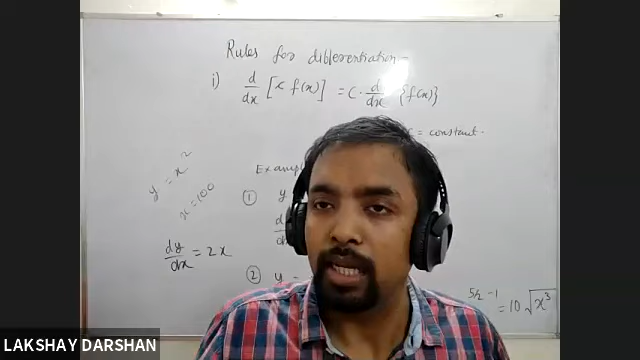 Rules for differentiation -
i) d/dx [c f(x)] = c · d/dx {f(x)}
= constant.
y = x²
x = 100
dy/dx = 2x
Exam
① y
d
② y =
5/2 -1
= 10 √x³
LAKSHAY DARSHAN